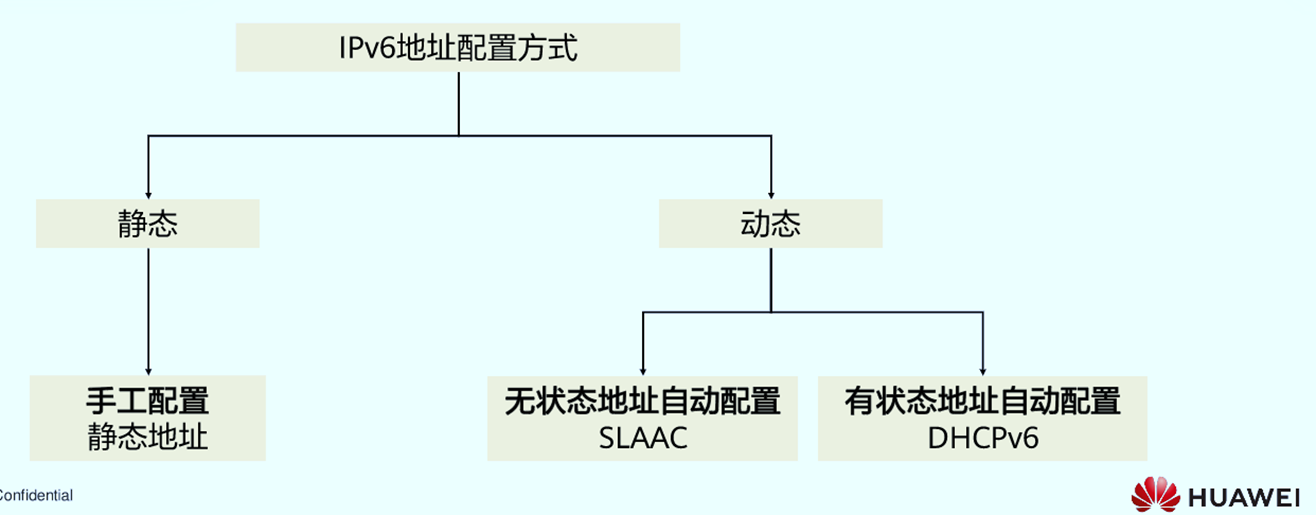 IPv6地址配置方式
静态
动态
手工配置
静态地址
无状态地址自动配置
SLAAC
有状态地址自动配置
DHCPv6
Confidential
HUAWEI